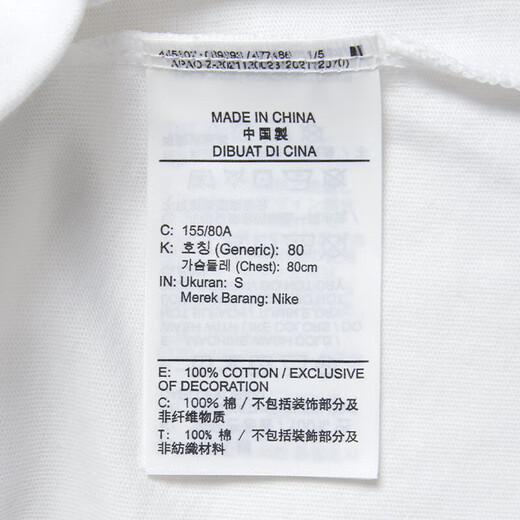 1/5
MADE IN CHINA
中国製
DIBUAT DI CINA
C: 155/80A
K: 호칭 (Generic): 80
가슴둘레 (Chest): 80cm
IN: Ukuran: S
Merek Barang: Nike
E: 100% COTTON / EXCLUSIVE
OF DECORATION
C: 100% 棉 / 不包括装饰部分及
非纤维物质
T: 100% 棉 / 不包括裝飾部分及
非紡織材料